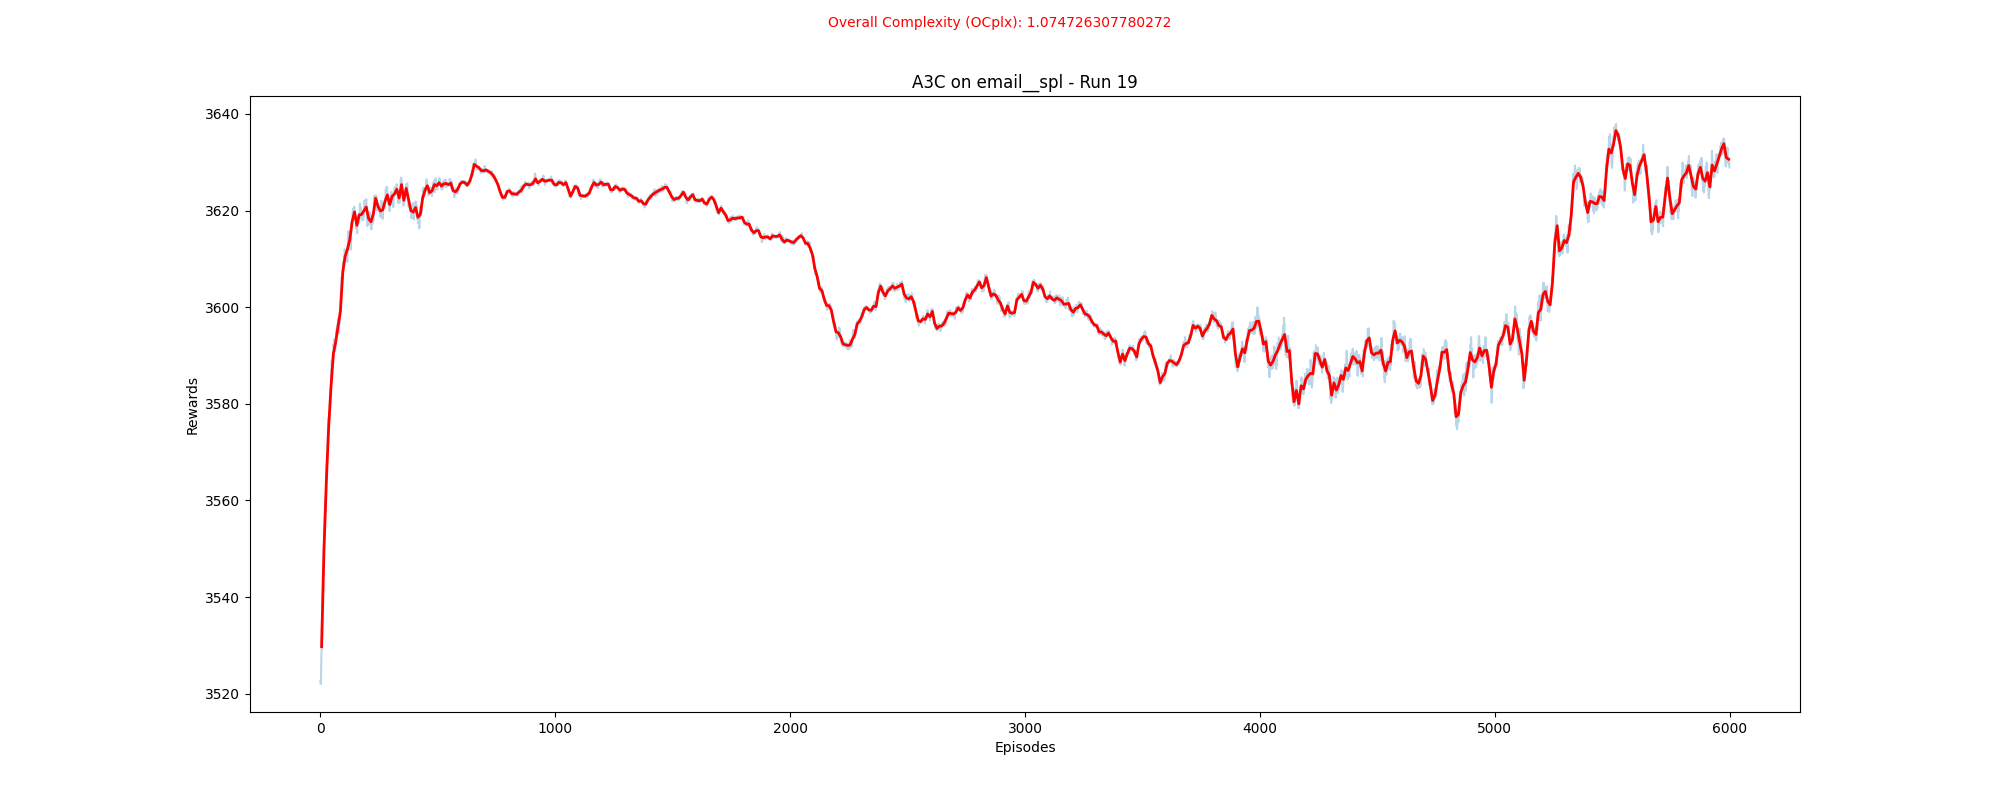 Overall Complexity (OCplx): 1.074726307780272
A3C on email__spl - Run 19
3640
3620
3600
3580
3560
3540
3520
Rewards
0 1000 2000 3000 4000 5000 6000
Episodes